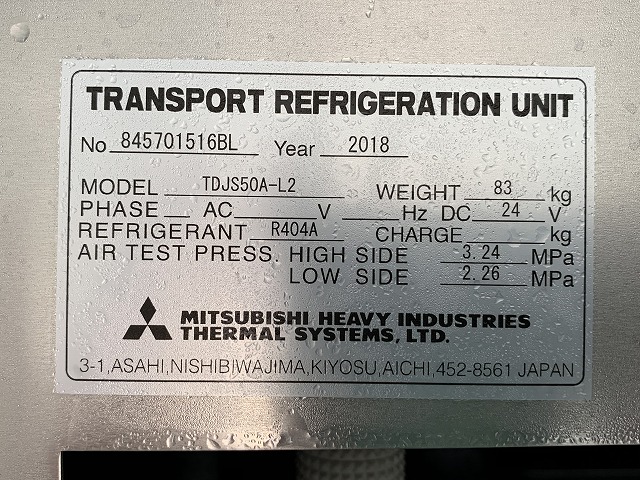 TRANSPORT REFRIGERATION UNIT
No 845701516BL Year 2018
MODEL TDJS50A-L2 WEIGHT 83 kg
PHASE AC V Hz DC 24 V
REFRIGERANT R404A CHARGE kg
AIR TEST PRESS. HIGH SIDE 3.24 MPa
LOW SIDE 2.26 MPa
MITSUBISHI HEAVY INDUSTRIES
THERMAL SYSTEMS, LTD.
3-1,ASAHI,NISHIBIWAJIMA,KIYOSU,AICHI,452-8561 JAPAN